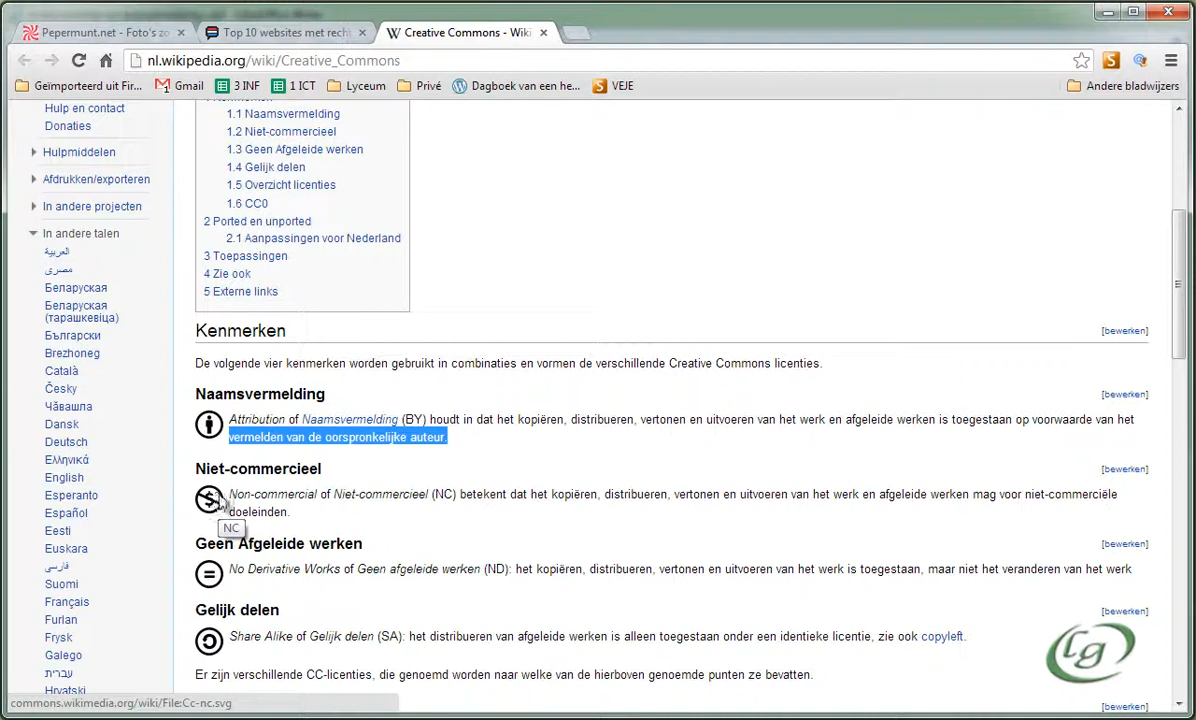 Pepermunt.net - Foto's zo
Top 10 websites met rech
Creative Commons - Wiki
nl.wikipedia.org/wiki/Creative_Commons
Geïmporteerd uit Fir...
Gmail
3 INF
1 ICT
Lyceum
Privé
Dagboek van een he...
VEJE
Andere bladwijzers
Hulp en contact
Donaties
Hulpmiddelen
Afdrukken/exporteren
In andere projecten
In andere talen
العربية
مصرى
Беларуская
Беларуская
(тарашкевіца)
Български
Brezhoneg
Català
Česky
Чӑвашла
Dansk
Deutsch
Ελληνικά
English
Esperanto
Español
Eesti
Euskara
فارسی
Suomi
Français
Furlan
Frysk
Galego
עברית
Hrvatski
1.1 Naamsvermelding
1.2 Niet-commercieel
1.3 Geen Afgeleide werken
1.4 Gelijk delen
1.5 Overzicht licenties
1.6 CC0
2 Ported en unported
2.1 Aanpassingen voor Nederland
3 Toepassingen
4 Zie ook
5 Externe links
Kenmerken
[bewerken]
De volgende vier kenmerken worden gebruikt in combinaties en vormen de verschillende Creative Commons licenties.
Naamsvermelding
[bewerken]
Attribution of Naamsvermelding (BY) houdt in dat het kopiëren, distribueren, vertonen en uitvoeren van het werk en afgeleide werken is toegestaan op voorwaarde van het
vermelden van de oorspronkelijke auteur.
Niet-commercieel
[bewerken]
Non-commercial of Niet-commercieel (NC) betekent dat het kopiëren, distribueren, vertonen en uitvoeren van het werk en afgeleide werken mag voor niet-commerciële
doeleinden.
NC
Geen Afgeleide werken
[bewerken]
No Derivative Works of Geen afgeleide werken (ND): het kopiëren, distribueren, vertonen en uitvoeren van het werk is toegestaan, maar niet het veranderen van het werk
Gelijk delen
[bewerken]
Share Alike of Gelijk delen (SA): het distribueren van afgeleide werken is alleen toegestaan onder een identieke licentie, zie ook copyleft.
Er zijn verschillende CC-licenties, die genoemd worden naar welke van de hierboven genoemde punten ze bevatten.
[bewerken]
lg
commons.wikimedia.org/wiki/File:Cc-nc.svg